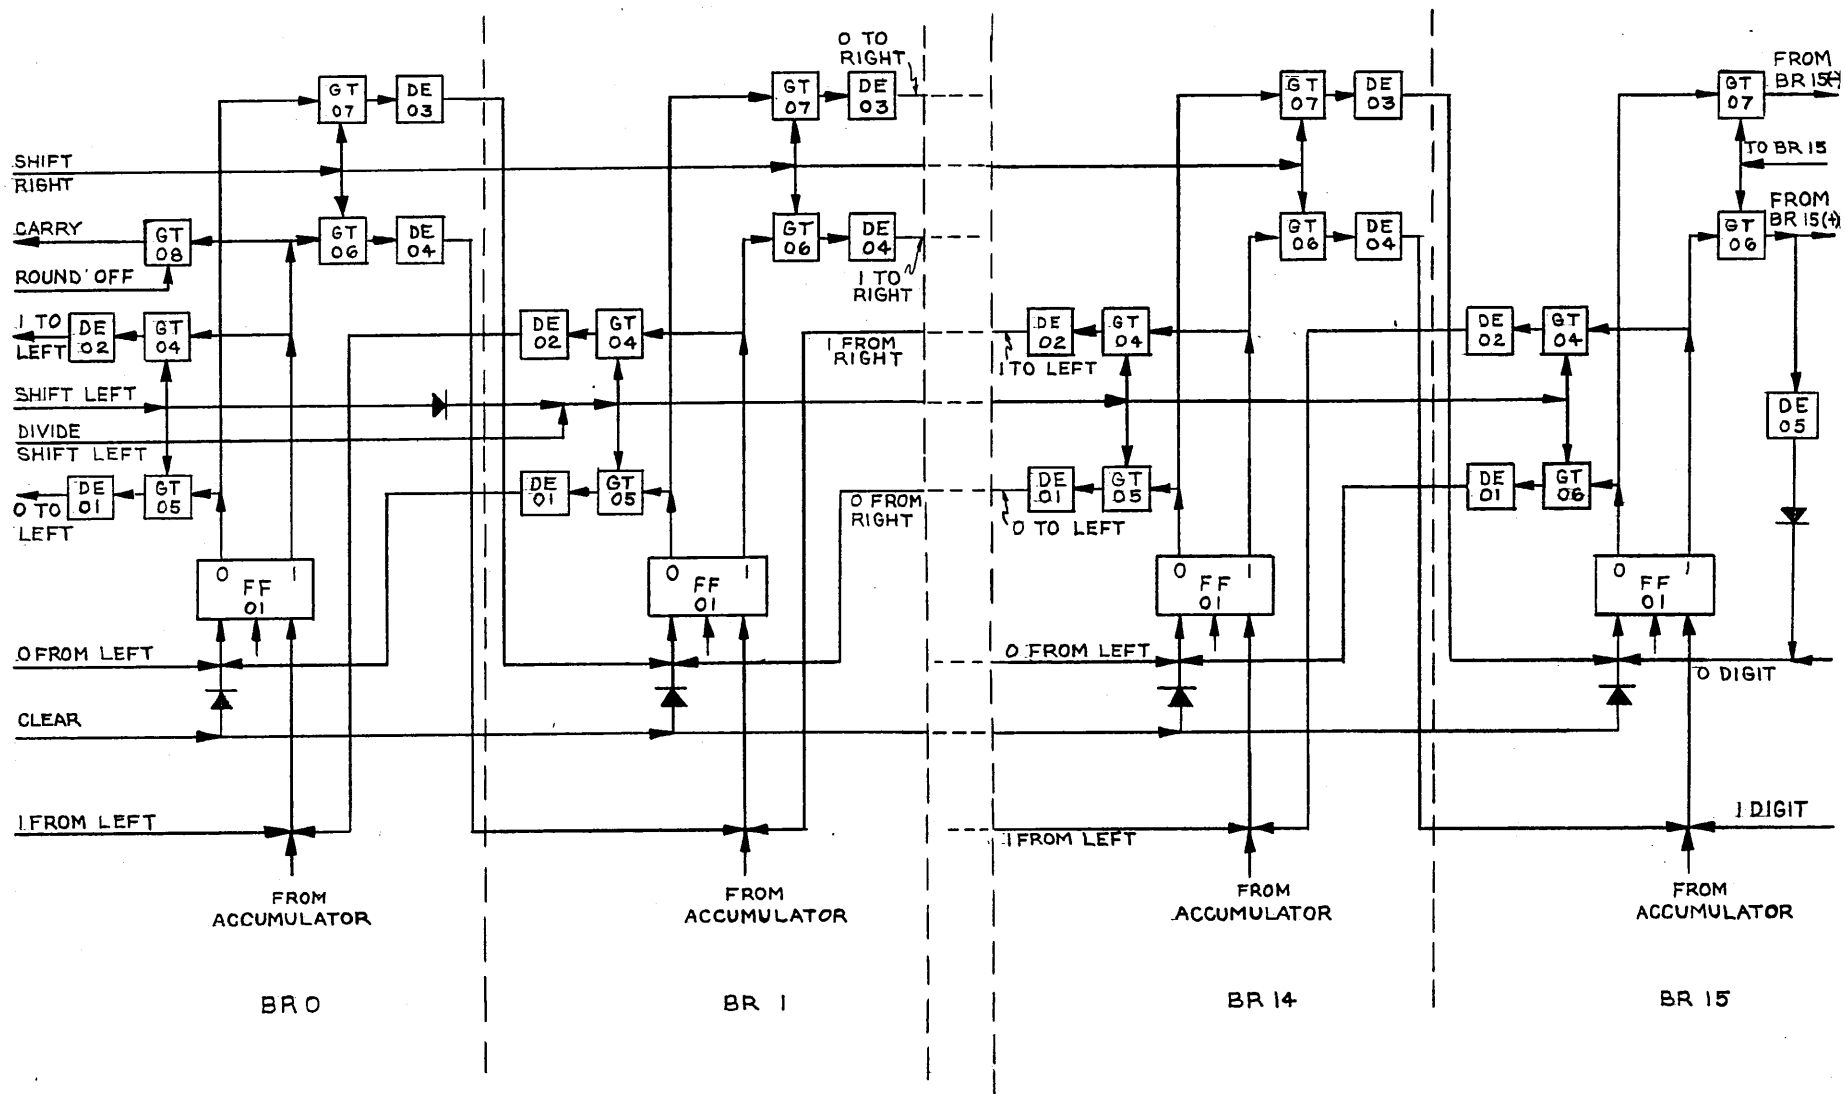 0 TO
RIGHT
FROM
BR 15(-)
GT
07
DE
03
GT
07
DE
03
GT
07
DE
03
GT
07
SHIFT
RIGHT
TO BR 15
CARRY
GT
08
GT
06
DE
04
GT
06
DE
04
GT
06
DE
04
GT
06
FROM
BR 15(+)
ROUND OFF
1 TO
RIGHT
1 TO
LEFT
DE
02
GT
04
DE
02
GT
04
1 FROM
RIGHT
DE
02
GT
04
1 TO LEFT
DE
02
GT
04
SHIFT LEFT
DIVIDE
SHIFT LEFT
DE
05
0 TO
LEFT
DE
01
GT
05
DE
01
GT
05
0 FROM
RIGHT
DE
01
GT
05
0 TO LEFT
DE
01
GT
06
0 1
FF
01
0 1
FF
01
0 1
FF
01
0 1
FF
01
0 FROM LEFT
0 FROM LEFT
0 DIGIT
CLEAR
1 FROM LEFT
1 FROM LEFT
1 DIGIT
FROM
ACCUMULATOR
FROM
ACCUMULATOR
FROM
ACCUMULATOR
FROM
ACCUMULATOR
BR 0
BR 1
BR 14
BR 15